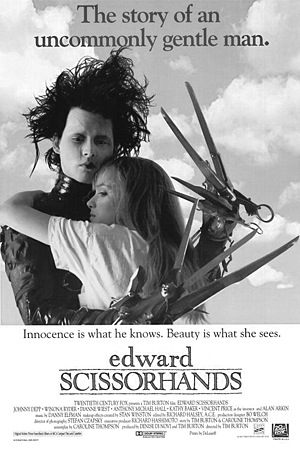 The story of an
uncommonly gentle man.
Innocence is what he knows. Beauty is what she sees.
edward
SCISSORHANDS
TWENTIETH CENTURY FOX PRESENTS A TIM BURTON FILM EDWARD SCISSORHANDS
JOHNNY DEPP · WINONA RYDER · DIANNE WIEST · ANTHONY MICHAEL HALL · KATHY BAKER · VINCENT PRICE as the inventor and ALAN ARKIN
music by DANNY ELFMAN makeup effects created by STAN WINSTON edited by RICHARD HALSEY, A.C.E. production designer BO WELCH
director of photography STEFAN CZAPSKY executive producer RICHARD HASHIMOTO story by TIM BURTON & CAROLINE THOMPSON
screenplay by CAROLINE THOMPSON produced by DENISE DI NOVI and TIM BURTON directed by TIM BURTON